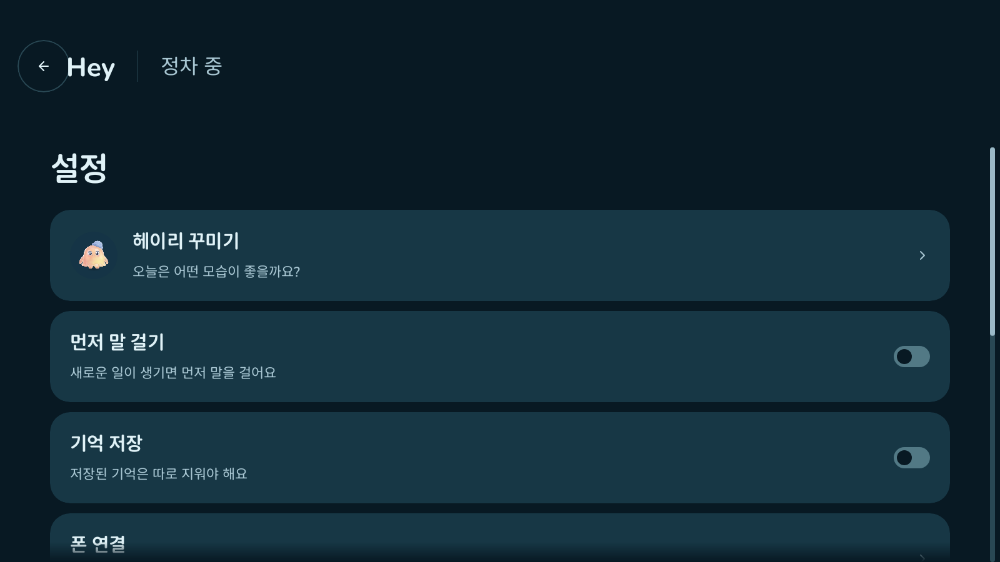 Hey
정차 중
설정
헤이리 꾸미기
오늘은 어떤 모습이 좋을까요?
먼저 말 걸기
새로운 일이 생기면 먼저 말을 걸어요
기억 저장
저장된 기억은 따로 지워야 해요
폰 연결